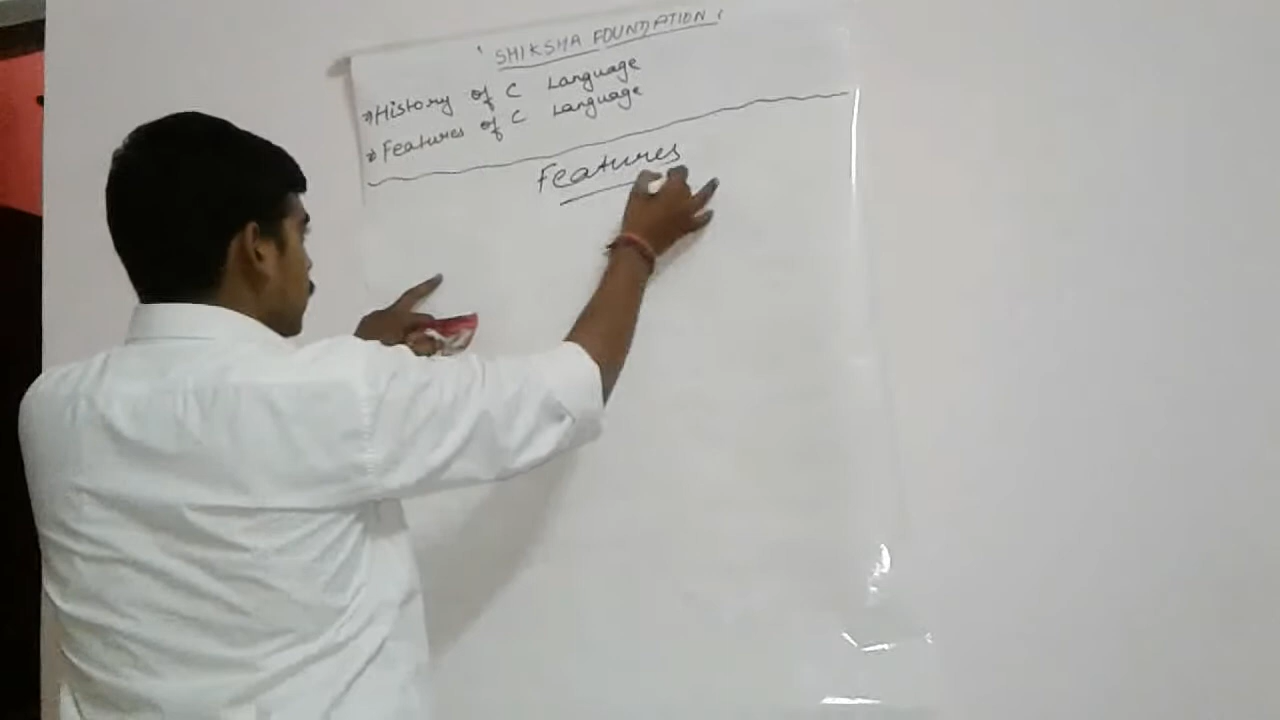 ' SHIKSHA FOUNDATION '
* History of C Language
* Features of C Language
Features